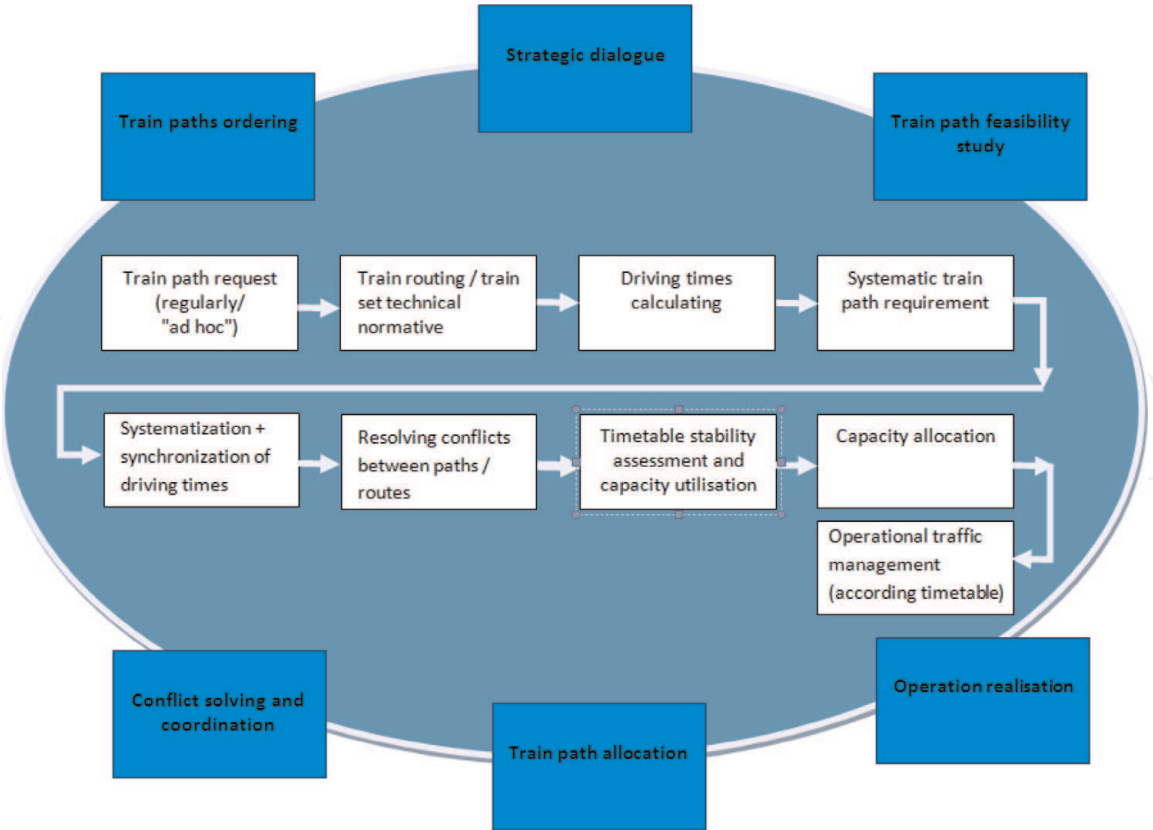 Strategic dialogue
Train paths ordering
Train path feasibility
study
Train path request
(regularly/
"ad hoc")
Train routing / train
set technical
normative
Driving times
calculating
Systematic train
path requirement
Systematization +
synchronization of
driving times
Resolving conflicts
between paths /
routes
Timetable stability
assessment and
capacity utilisation
Capacity allocation
Operational traffic
management
(according timetable)
Conflict solving and
coordination
Train path allocation
Operation realisation